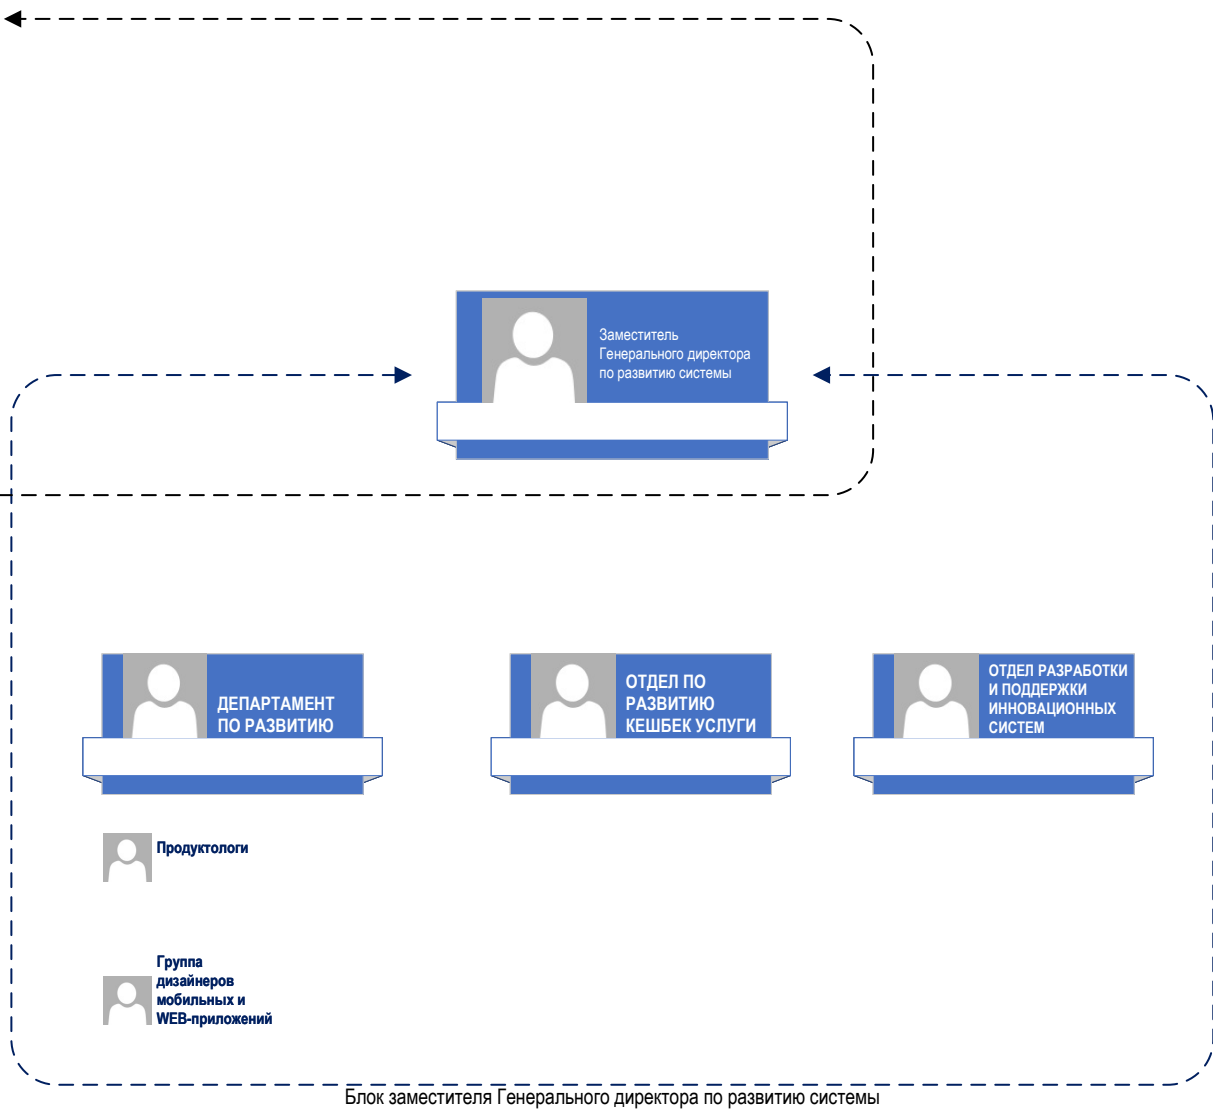 Заместитель
Генерального директора
по развитию системы
ДЕПАРТАМЕНТ
ПО РАЗВИТИЮ
ОТДЕЛ ПО
РАЗВИТИЮ
КЕШБЕК УСЛУГИ
ОТДЕЛ РАЗРАБОТКИ
И ПОДДЕРЖКИ
ИННОВАЦИОННЫХ
СИСТЕМ
Продуктологи
Группа
дизайнеров
мобильных и
WEB-приложений
Блок заместителя Генерального директора по развитию системы